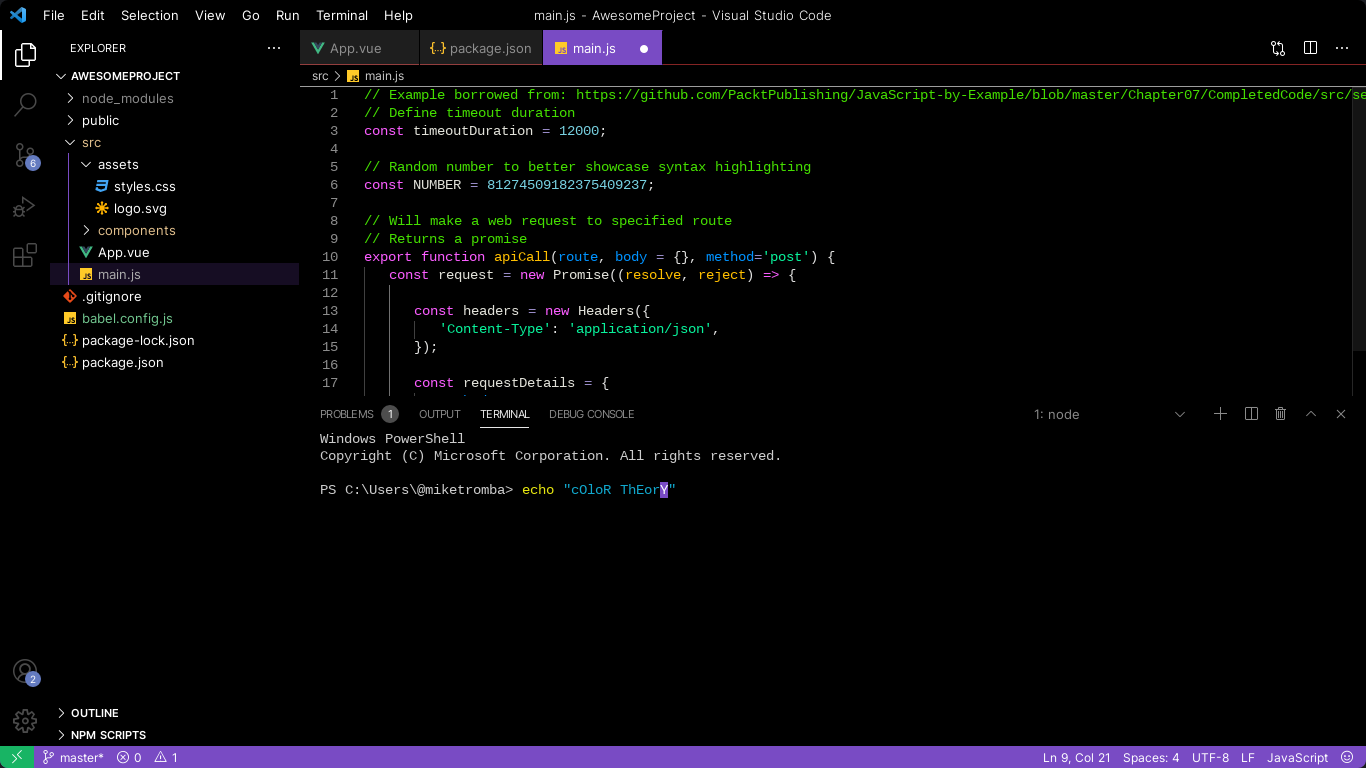 File Edit Selection View Go Run Terminal Help main.js - AwesomeProject - Visual Studio Code
EXPLORER
App.vue {..} package.json JS main.js
AWESOMEPROJECT
src > JS main.js
node_modules
public
src
assets
styles.css
logo.svg
components
App.vue
JS main.js
.gitignore
JS babel.config.js
{..} package-lock.json
{..} package.json
6
1 // Example borrowed from: https://github.com/PacktPublishing/JavaScript-by-Example/blob/master/Chapter07/CompletedCode/src/se
2 // Define timeout duration
3 const timeoutDuration = 12000;
4
5 // Random number to better showcase syntax highlighting
6 const NUMBER = 81274509182375409237;
7
8 // Will make a web request to specified route
9 // Returns a promise
10 export function apiCall(route, body = {}, method='post') {
11 const request = new Promise((resolve, reject) => {
12
13 const headers = new Headers({
14 'Content-Type': 'application/json',
15 });
16
17 const requestDetails = {
PROBLEMS 1 OUTPUT TERMINAL DEBUG CONSOLE 1: node
Windows PowerShell
Copyright (C) Microsoft Corporation. All rights reserved.
PS C:\Users\@miketromba> echo "cOloR ThEorY"
2
OUTLINE
NPM SCRIPTS
master* 0 1 Ln 9, Col 21 Spaces: 4 UTF-8 LF JavaScript